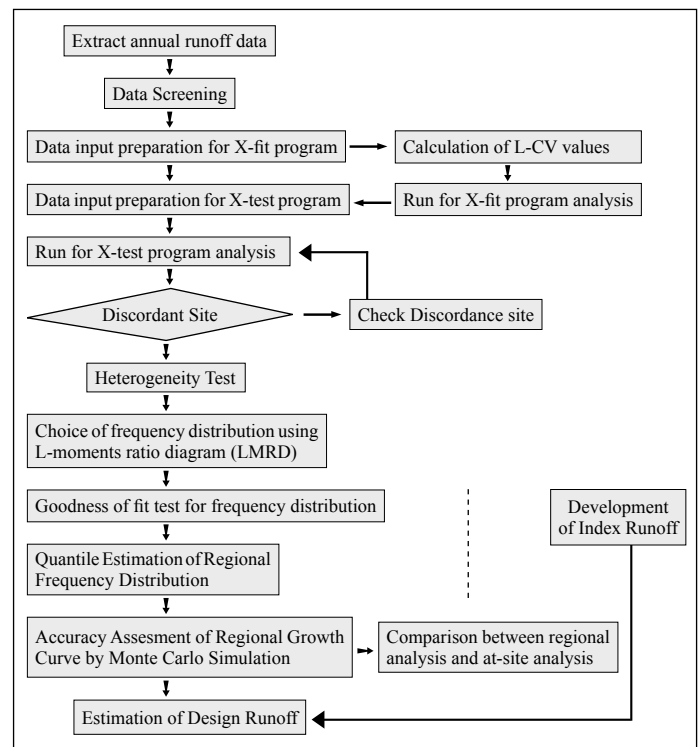 Extract annual runoff data
Data Screening
Data input preparation for X-fit program
Calculation of L-CV values
Data input preparation for X-test program
Run for X-fit program analysis
Run for X-test program analysis
Discordant Site
Check Discordance site
Heterogeneity Test
Choice of frequency distribution using
L-moments ratio diagram (LMRD)
Goodness of fit test for frequency distribution
Development
of Index Runoff
Quantile Estimation of Regional
Frequency Distribution
Accuracy Assesment of Regional Growth
Curve by Monte Carlo Simulation
Comparison between regional
analysis and at-site analysis
Estimation of Design Runoff